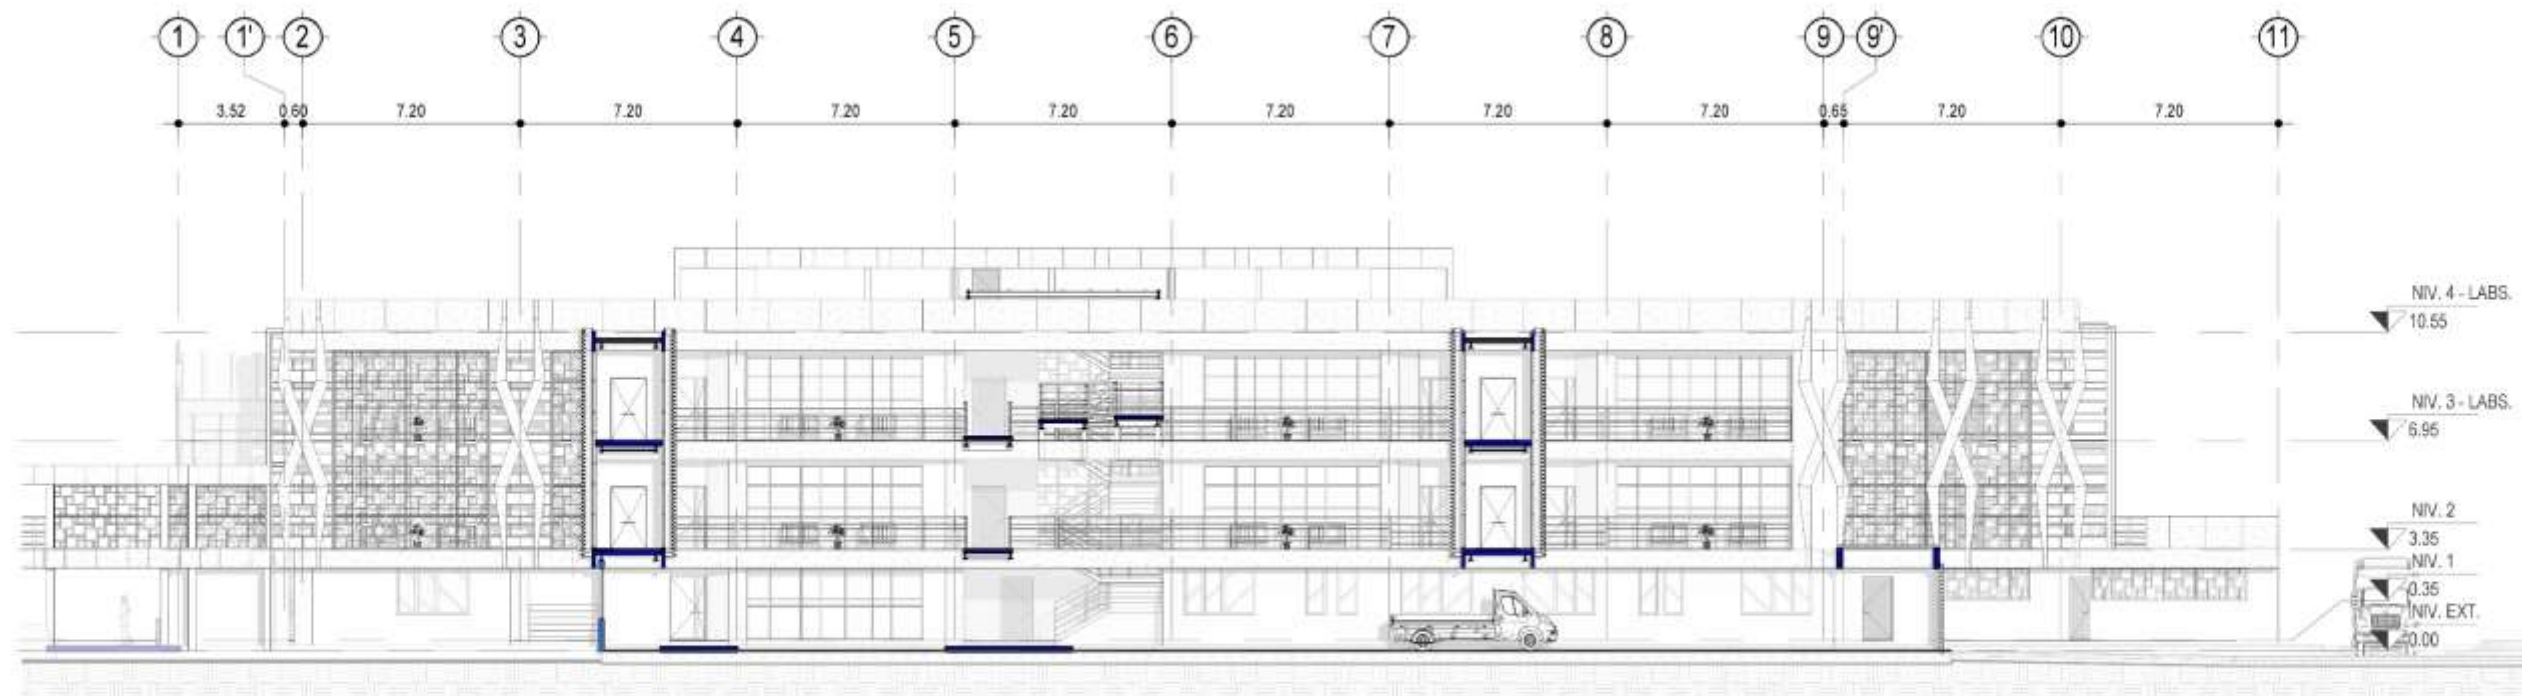 1 1' 2 3 4 5 6 7 8 9 9' 10 11
3.52 0.60 7.20 7.20 7.20 7.20 7.20 7.20 7.20 0.65 7.20 7.20
NIV. 4 - LABS.
10.55
NIV. 3 - LABS.
6.95
NIV. 2
3.35
NIV. 1
0.35
NIV. EXT.
0.00